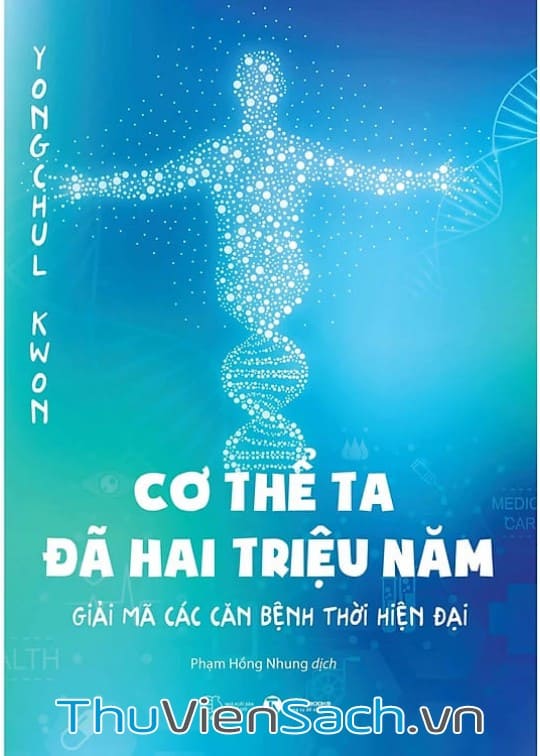 YONGCHUL KWON
CƠ THỂ TA
ĐÃ HAI TRIỆU NĂM
GIẢI MÃ CÁC CĂN BỆNH THỜI HIỆN ĐẠI
Phạm Hồng Nhung dịch
ThuVienSach.vn